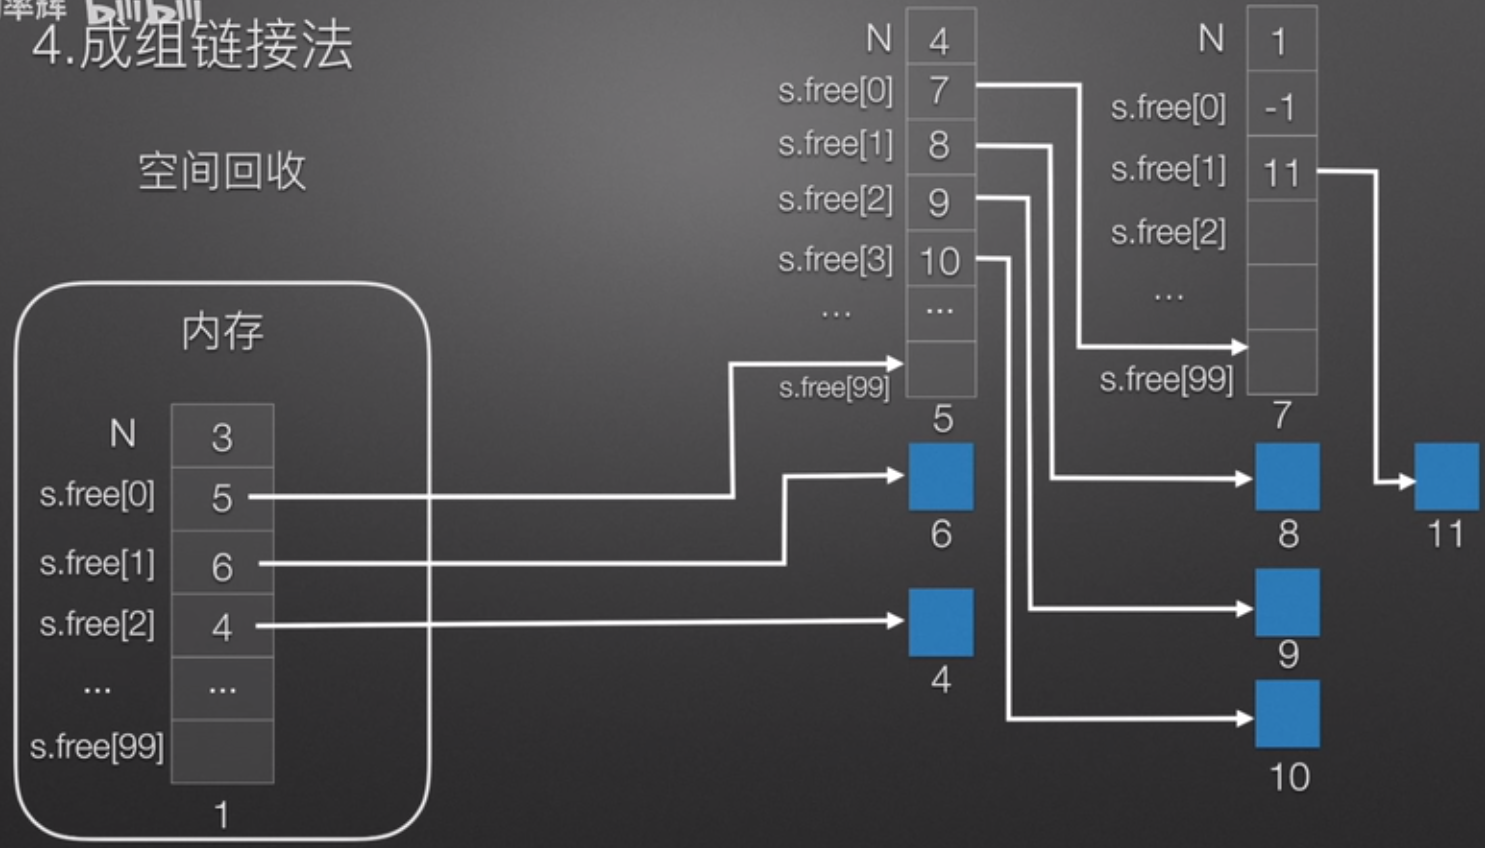 率辉 bilibili
4.成组链接法
空间回收
内存
N 3
s.free[0] 5
s.free[1] 6
s.free[2] 4
... ...
s.free[99]
1
N 4
s.free[0] 7
s.free[1] 8
s.free[2] 9
s.free[3] 10
... ...
s.free[99]
5
6
4
N 1
s.free[0] -1
s.free[1] 11
s.free[2]
...
s.free[99]
7
8
11
9
10